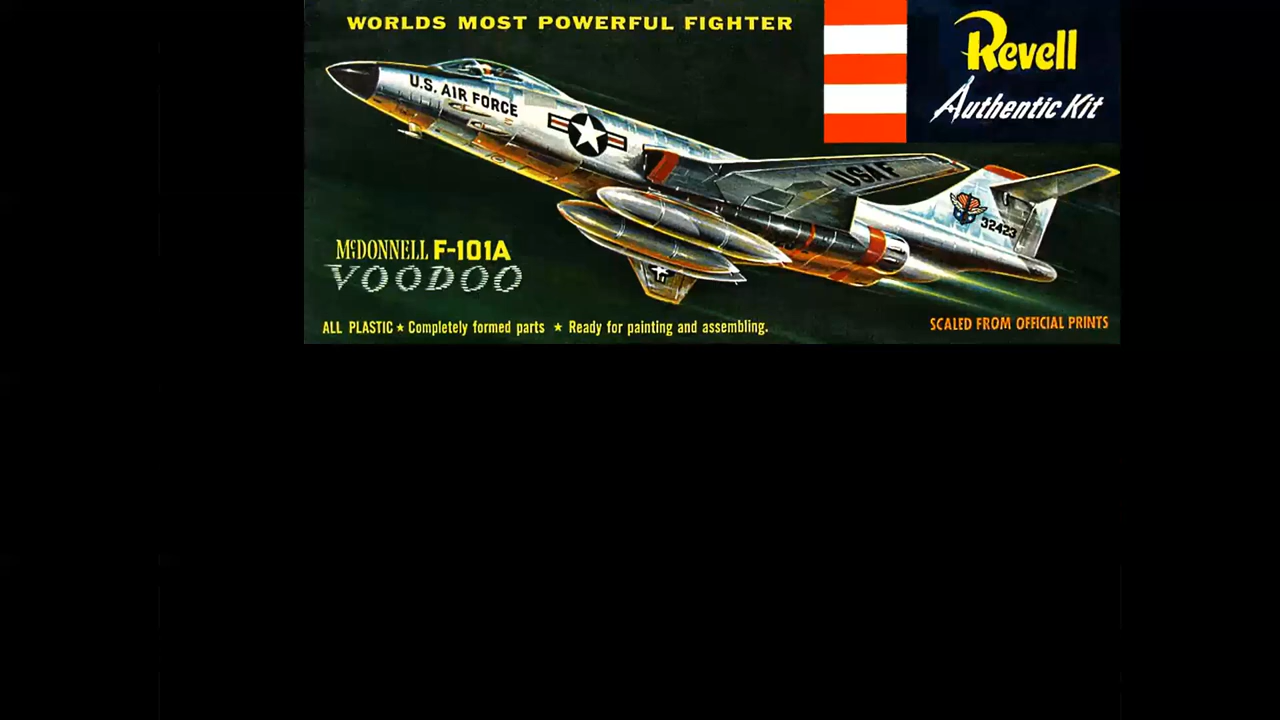 WORLDS MOST POWERFUL FIGHTER
Revell
Authentic Kit
U.S. AIR FORCE
USAF
32423
McDONNELL F-101A
VOODOO
ALL PLASTIC ★ Completely formed parts ★ Ready for painting and assembling.
SCALED FROM OFFICIAL PRINTS